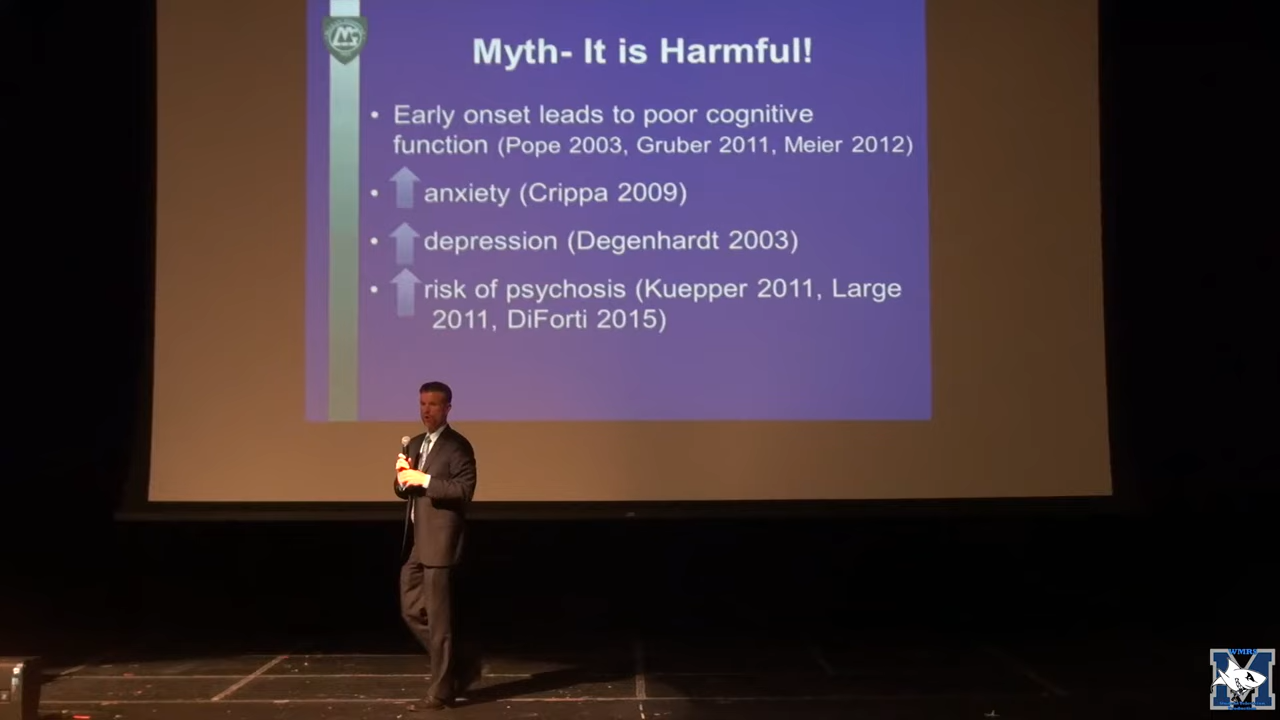 Myth- It is Harmful!
• Early onset leads to poor cognitive
function (Pope 2003, Gruber 2011, Meier 2012)
• anxiety (Crippa 2009)
• depression (Degenhardt 2003)
• risk of psychosis (Kuepper 2011, Large
2011, DiForti 2015)
WMRS
M